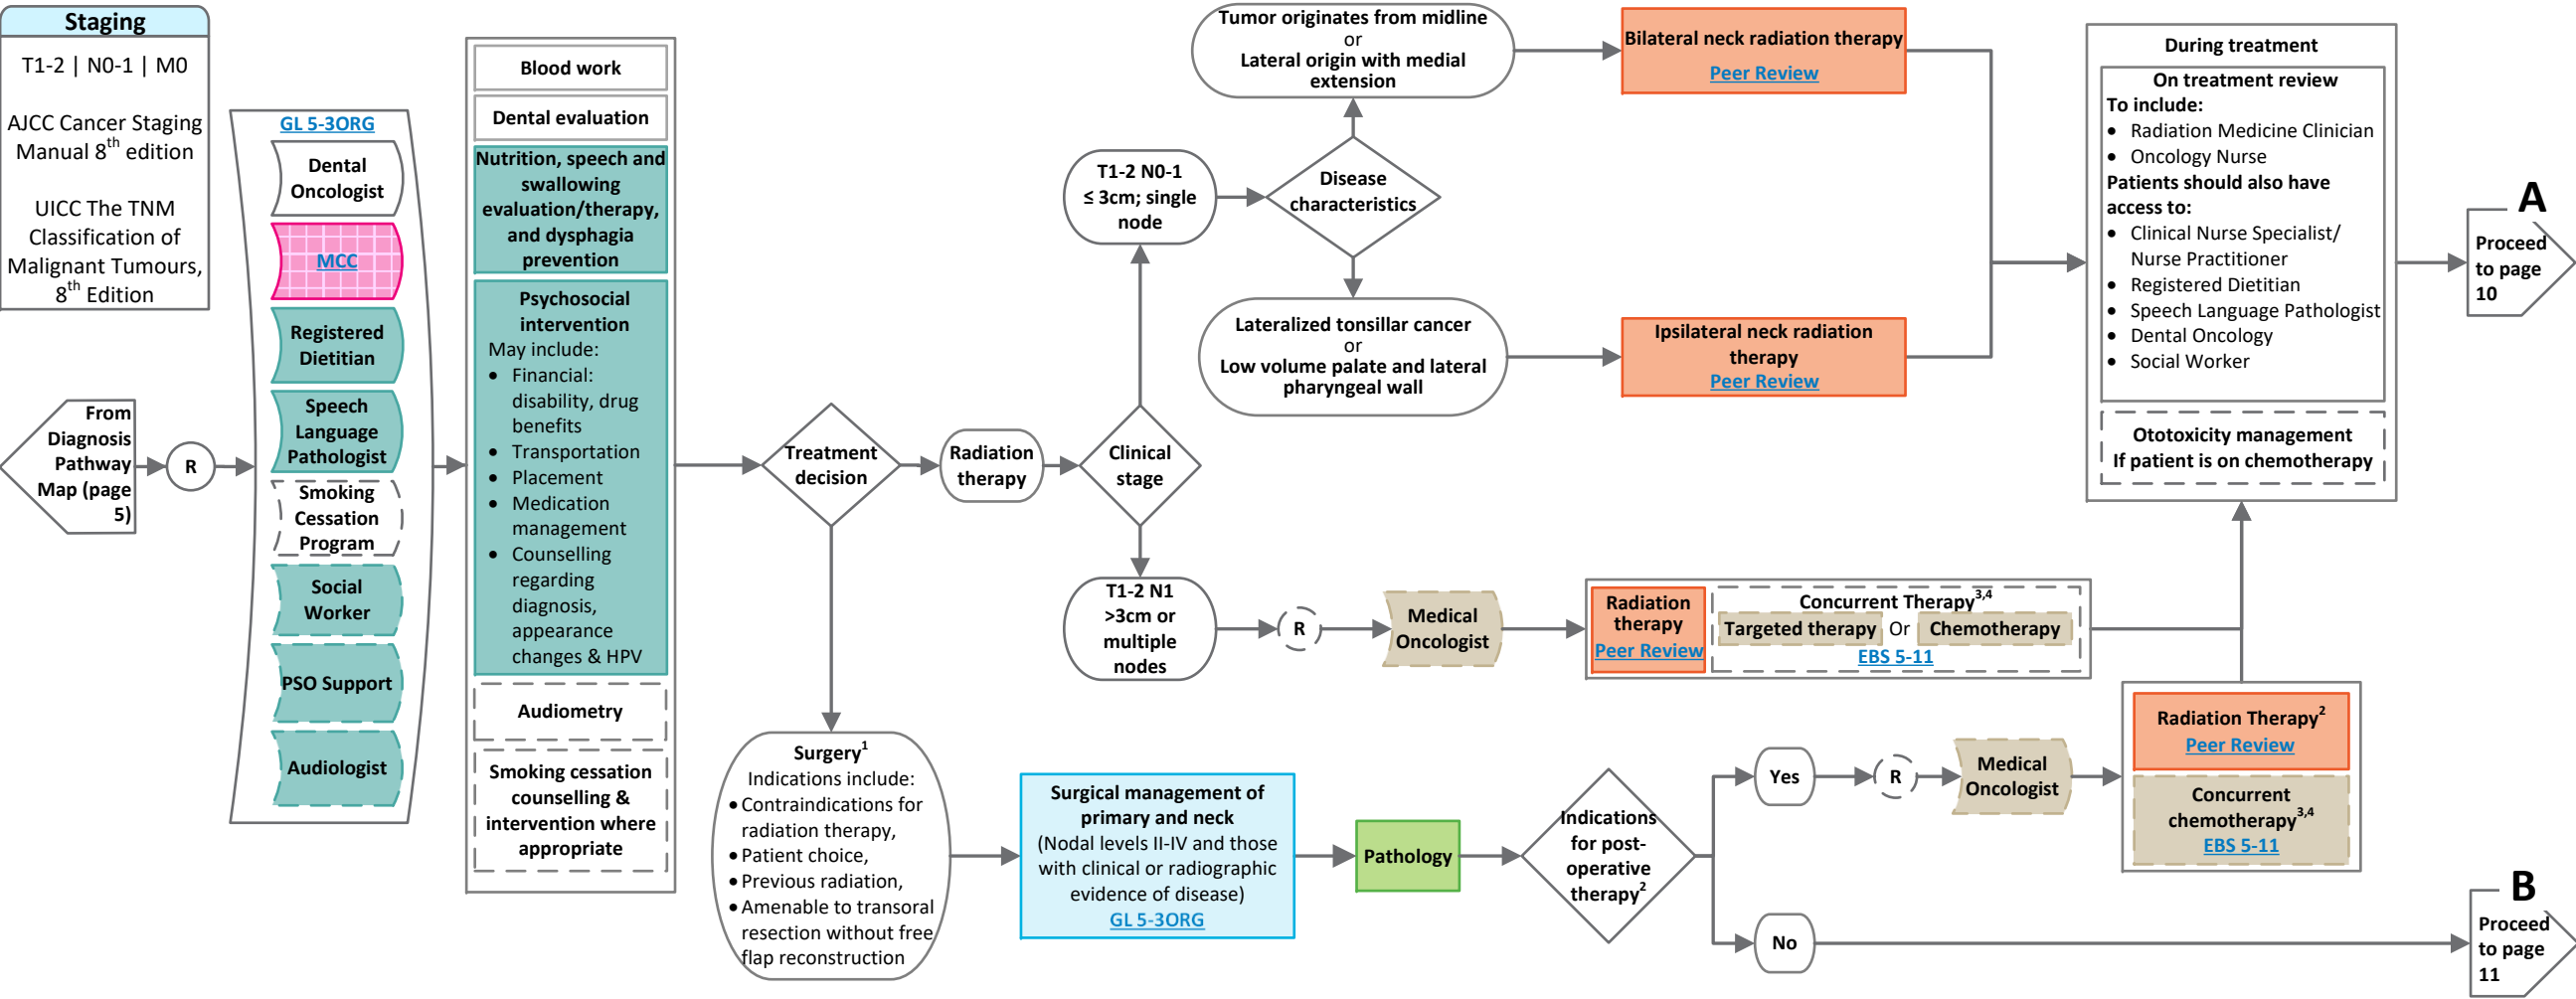 Staging
T1-2 | N0-1 | M0
AJCC Cancer Staging
Manual 8th edition
UICC The TNM
Classification of
Malignant Tumours,
8th Edition
From
Diagnosis
Pathway
Map (page
5)
R
GL 5-3ORG
Dental
Oncologist
MCC
Registered
Dietitian
Speech
Language
Pathologist
Smoking
Cessation
Program
Social
Worker
PSO Support
Audiologist
Blood work
Dental evaluation
Nutrition, speech and
swallowing
evaluation/therapy,
and dysphagia
prevention
Psychosocial
intervention
May include:
• Financial:
disability, drug
benefits
• Transportation
• Placement
• Medication
management
• Counselling
regarding
diagnosis,
appearance
changes & HPV
Audiometry
Smoking cessation
counselling &
intervention where
appropriate
Treatment
decision
Radiation
therapy
Clinical
stage
T1-2 N0-1
≤ 3cm; single
node
Disease
characteristics
Tumor originates from midline
or
Lateral origin with medial
extension
Bilateral neck radiation therapy
Peer Review
Lateralized tonsillar cancer
or
Low volume palate and lateral
pharyngeal wall
Ipsilateral neck radiation
therapy
Peer Review
T1-2 N1
>3cm or
multiple
nodes
R
Medical
Oncologist
Radiation
therapy
Peer Review
Concurrent Therapy3,4
Targeted therapy Or Chemotherapy
EBS 5-11
During treatment
On treatment review
To include:
• Radiation Medicine Clinician
• Oncology Nurse
Patients should also have
access to:
• Clinical Nurse Specialist/
Nurse Practitioner
• Registered Dietitian
• Speech Language Pathologist
• Dental Oncology
• Social Worker
Ototoxicity management
If patient is on chemotherapy
A
Proceed
to page
10
Surgery1
Indications include:
• Contraindications for
radiation therapy,
• Patient choice,
• Previous radiation,
• Amenable to transoral
resection without free
flap reconstruction
Surgical management of
primary and neck
(Nodal levels II-IV and those
with clinical or radiographic
evidence of disease)
GL 5-3ORG
Pathology
Indications
for post-
operative
therapy2
Yes
R
Medical
Oncologist
Radiation Therapy2
Peer Review
Concurrent
chemotherapy3,4
EBS 5-11
No
B
Proceed
to page
11